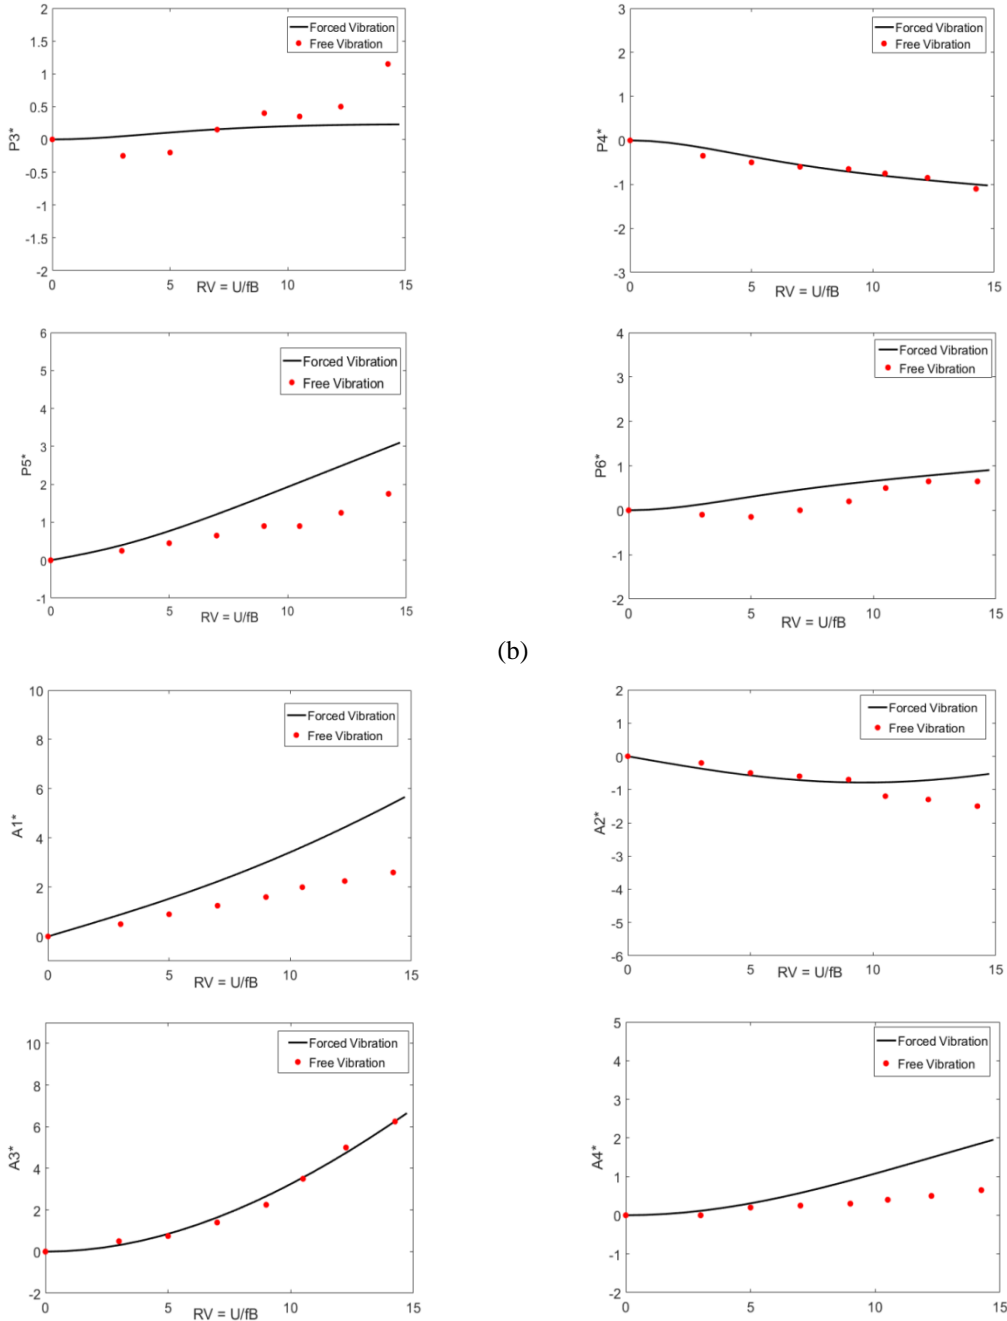 2
1.5
1
0.5
0
-0.5
-1
-1.5
-2
P3*
0 5 10 15
RV = U/fB
Forced Vibration
Free Vibration
3
2
1
0
-1
-2
-3
P4*
0 5 10 15
RV = U/fB
Forced Vibration
Free Vibration
6
5
4
3
2
1
0
-1
P5*
0 5 10 15
RV = U/fB
Forced Vibration
Free Vibration
4
3
2
1
0
-1
-2
P6*
0 5 10 15
RV = U/fB
Forced Vibration
Free Vibration
(b)
10
8
6
4
2
0
A1*
0 5 10 15
RV = U/fB
Forced Vibration
Free Vibration
2
1
0
-1
-2
-3
-4
-5
-6
A2*
0 5 10 15
RV = U/fB
Forced Vibration
Free Vibration
10
8
6
4
2
0
-2
A3*
0 5 10 15
RV = U/fB
Forced Vibration
Free Vibration
5
4
3
2
1
0
-1
-2
A4*
0 5 10 15
RV = U/fB
Forced Vibration
Free Vibration